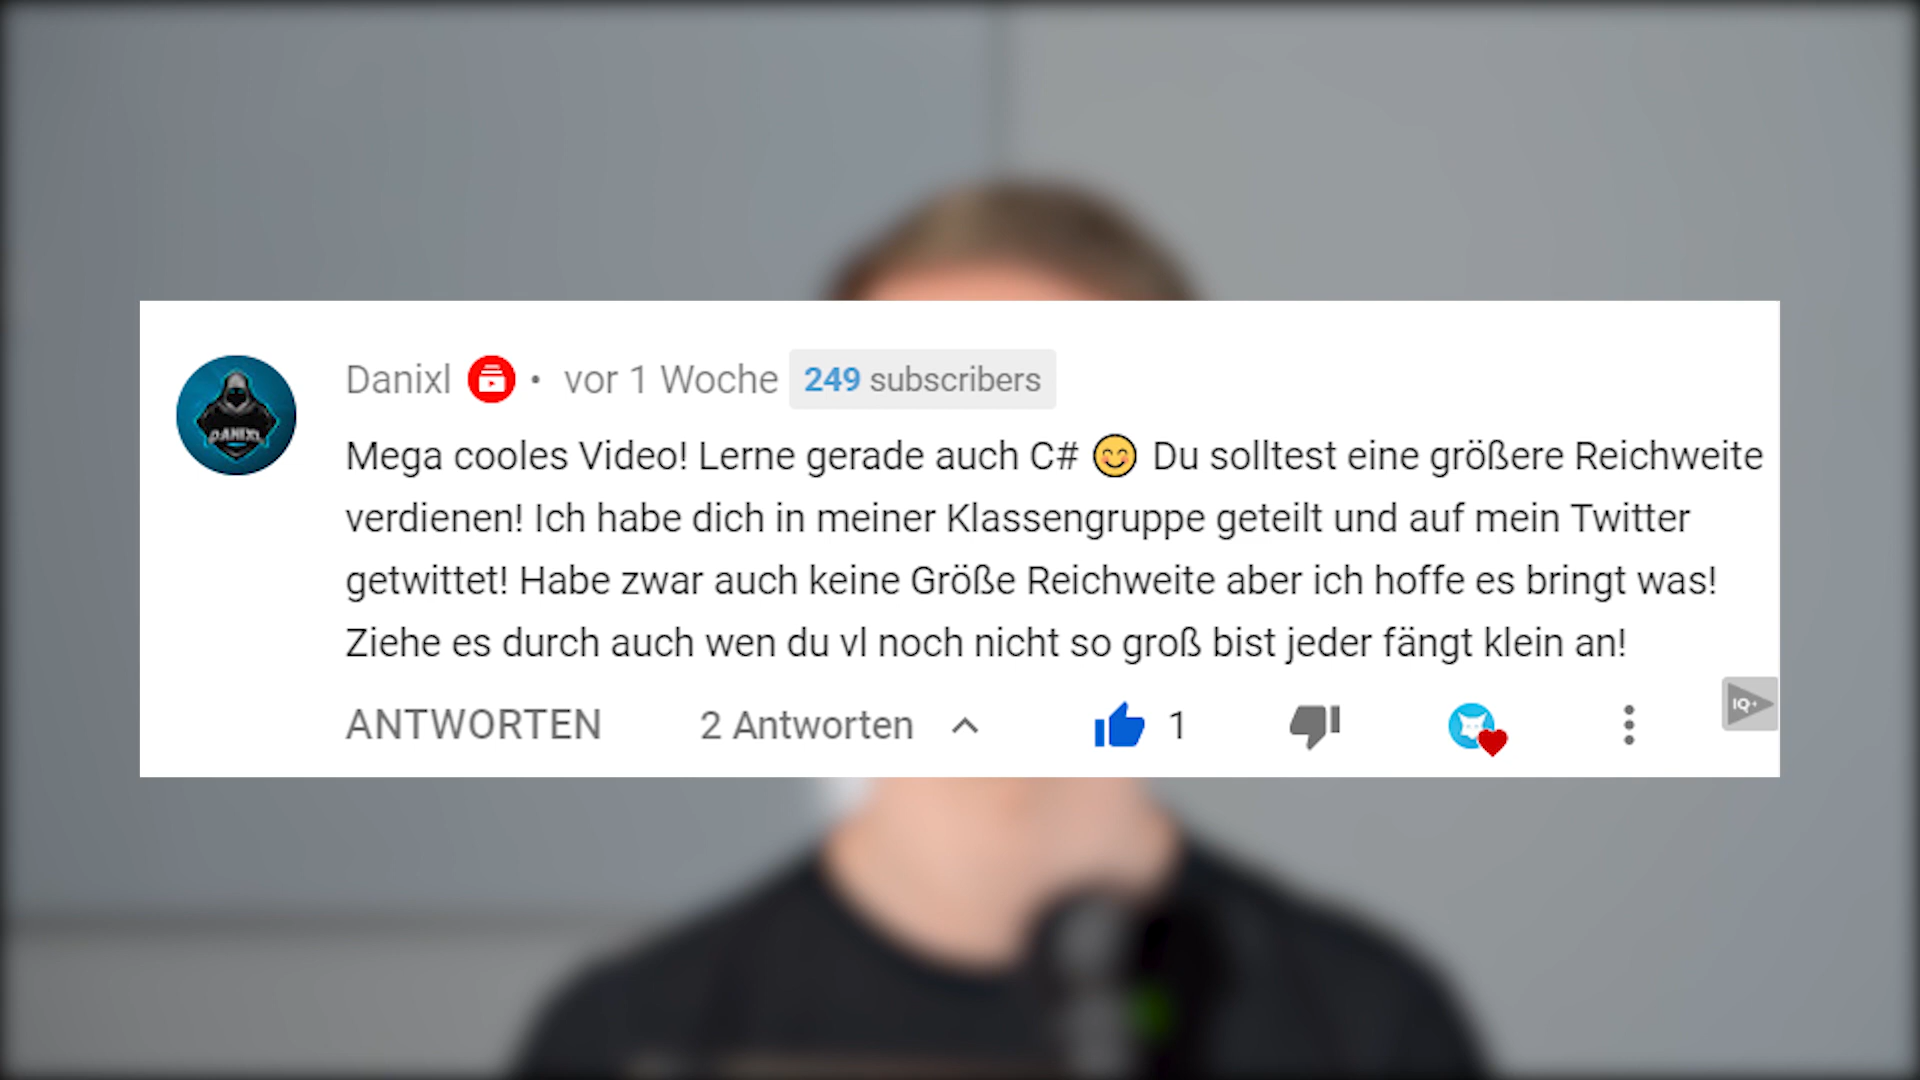 Danixl • vor 1 Woche 249 subscribers
Mega cooles Video! Lerne gerade auch C# 😊 Du solltest eine größere Reichweite
verdienen! Ich habe dich in meiner Klassengruppe geteilt und auf mein Twitter
getwittet! Habe zwar auch keine Größe Reichweite aber ich hoffe es bringt was!
Ziehe es durch auch wen du vl noch nicht so groß bist jeder fängt klein an!
ANTWORTEN 2 Antworten 1
DANIXL
IQ+